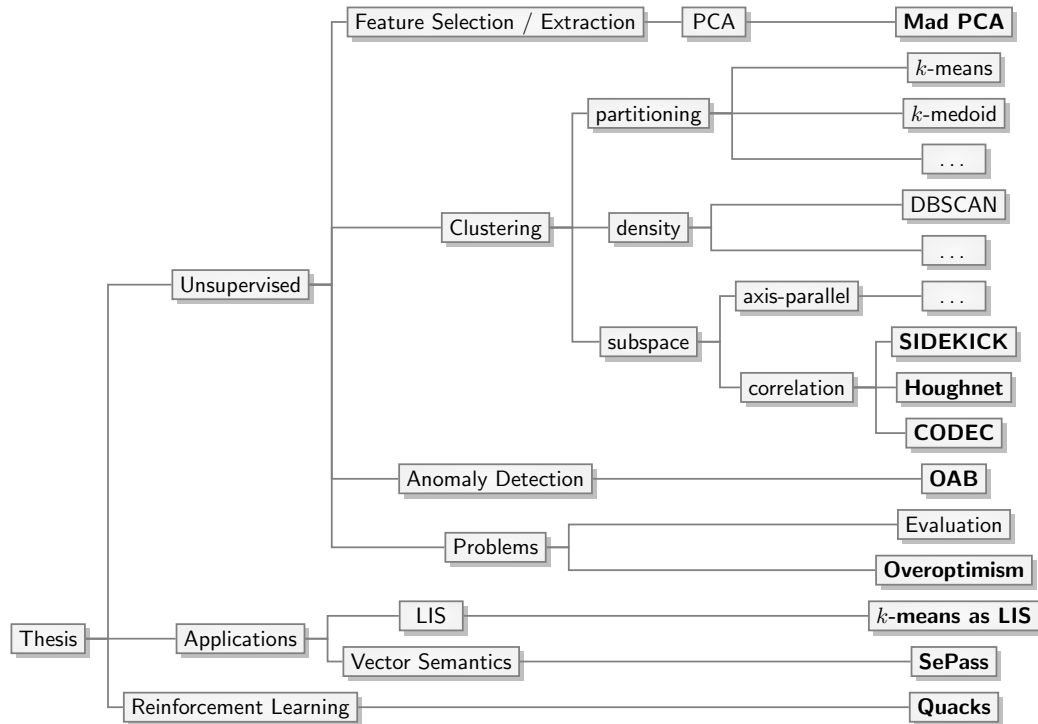 Feature Selection / Extraction PCA Mad PCA
k-means
partitioning k-medoid
...
DBSCAN
Clustering density
...
Unsupervised axis-parallel ...
subspace SIDEKICK
correlation Houghnet
CODEC
Anomaly Detection OAB
Evaluation
Problems
Overoptimism
LIS k-means as LIS
Thesis Applications
Vector Semantics SePass
Reinforcement Learning Quacks